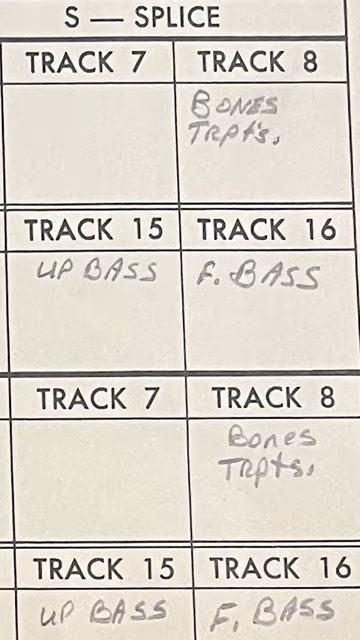 S — SPLICE
TRACK 7 TRACK 8
BONES
TRpts.
TRACK 15 TRACK 16
UP BASS F. BASS
TRACK 7 TRACK 8
Bones
TRpts.
TRACK 15 TRACK 16
UP BASS F. BASS